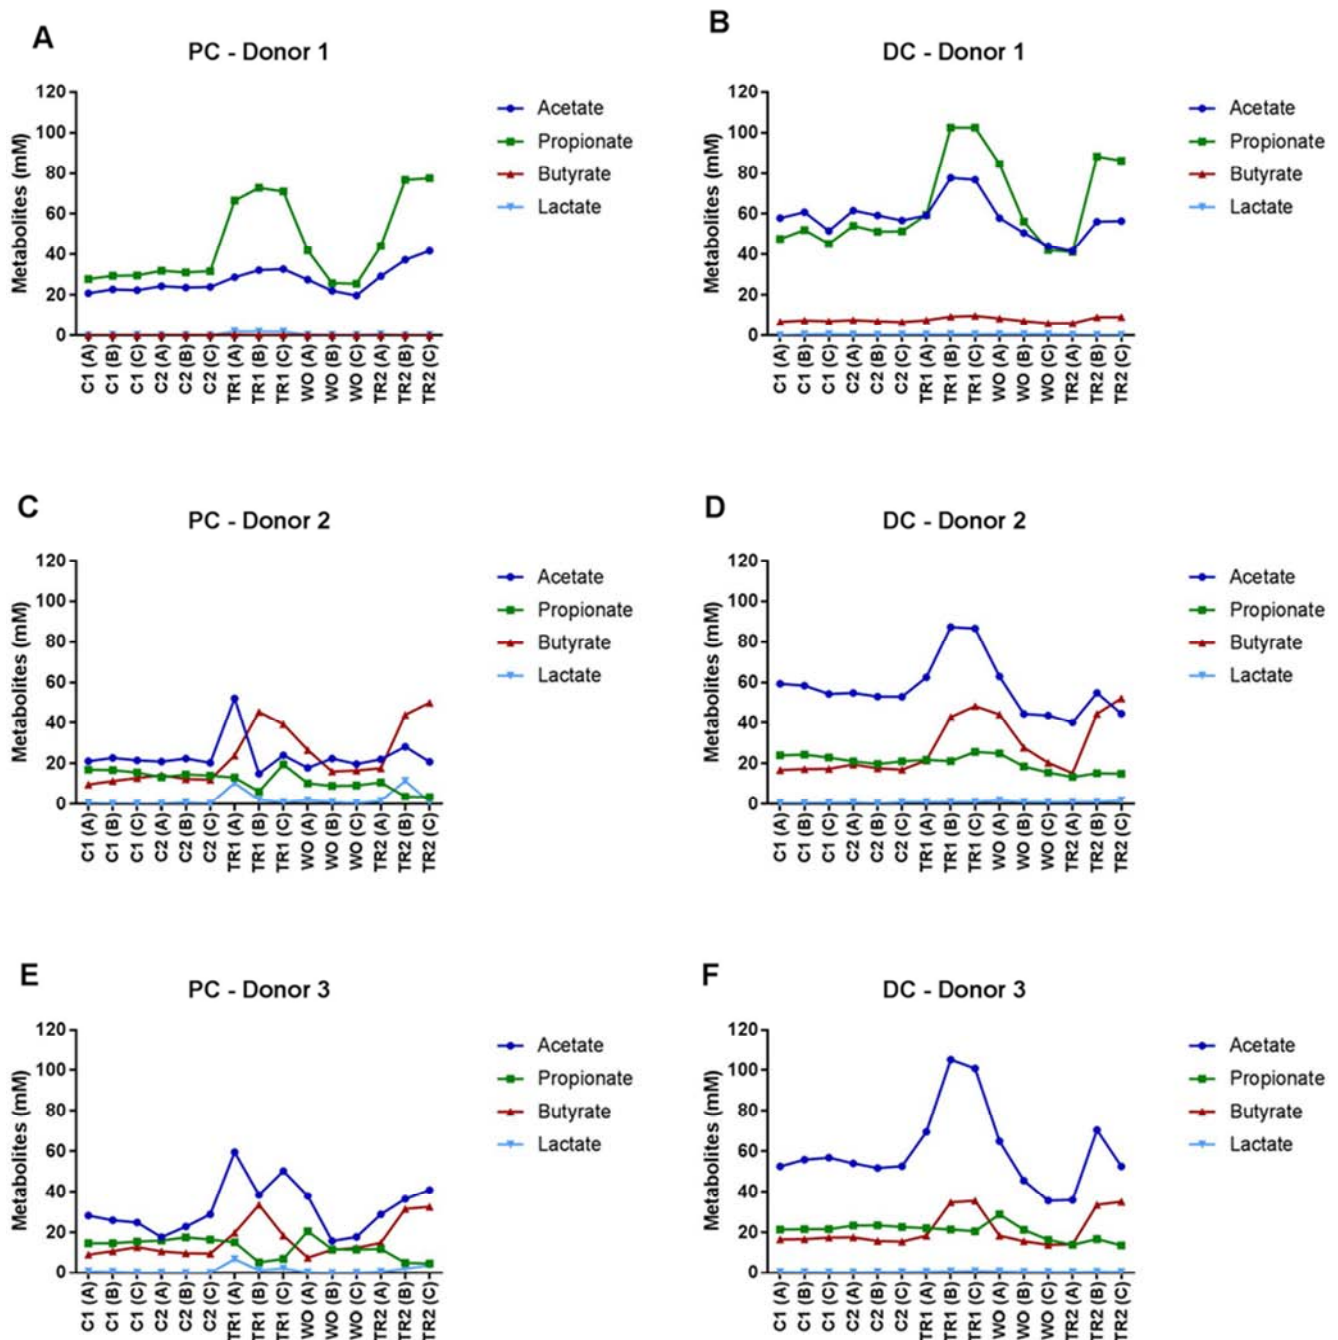 A
PC - Donor 1
Metabolites (mM)
120
100
80
60
40
20
0
C1 (A)
C1 (B)
C1 (C)
C2 (A)
C2 (B)
C2 (C)
TR1 (A)
TR1 (B)
TR1 (C)
WO (A)
WO (B)
WO (C)
TR2 (A)
TR2 (B)
TR2 (C)
Acetate
Propionate
Butyrate
Lactate
B
DC - Donor 1
Metabolites (mM)
120
100
80
60
40
20
0
C1 (A)
C1 (B)
C1 (C)
C2 (A)
C2 (B)
C2 (C)
TR1 (A)
TR1 (B)
TR1 (C)
WO (A)
WO (B)
WO (C)
TR2 (A)
TR2 (B)
TR2 (C)
Acetate
Propionate
Butyrate
Lactate
C
PC - Donor 2
Metabolites (mM)
120
100
80
60
40
20
0
C1 (A)
C1 (B)
C1 (C)
C2 (A)
C2 (B)
C2 (C)
TR1 (A)
TR1 (B)
TR1 (C)
WO (A)
WO (B)
WO (C)
TR2 (A)
TR2 (B)
TR2 (C)
Acetate
Propionate
Butyrate
Lactate
D
DC - Donor 2
Metabolites (mM)
120
100
80
60
40
20
0
C1 (A)
C1 (B)
C1 (C)
C2 (A)
C2 (B)
C2 (C)
TR1 (A)
TR1 (B)
TR1 (C)
WO (A)
WO (B)
WO (C)
TR2 (A)
TR2 (B)
TR2 (C)
Acetate
Propionate
Butyrate
Lactate
E
PC - Donor 3
Metabolites (mM)
120
100
80
60
40
20
0
C1 (A)
C1 (B)
C1 (C)
C2 (A)
C2 (B)
C2 (C)
TR1 (A)
TR1 (B)
TR1 (C)
WO (A)
WO (B)
WO (C)
TR2 (A)
TR2 (B)
TR2 (C)
Acetate
Propionate
Butyrate
Lactate
F
DC - Donor 3
Metabolites (mM)
120
100
80
60
40
20
0
C1 (A)
C1 (B)
C1 (C)
C2 (A)
C2 (B)
C2 (C)
TR1 (A)
TR1 (B)
TR1 (C)
WO (A)
WO (B)
WO (C)
TR2 (A)
TR2 (B)
TR2 (C)
Acetate
Propionate
Butyrate
Lactate